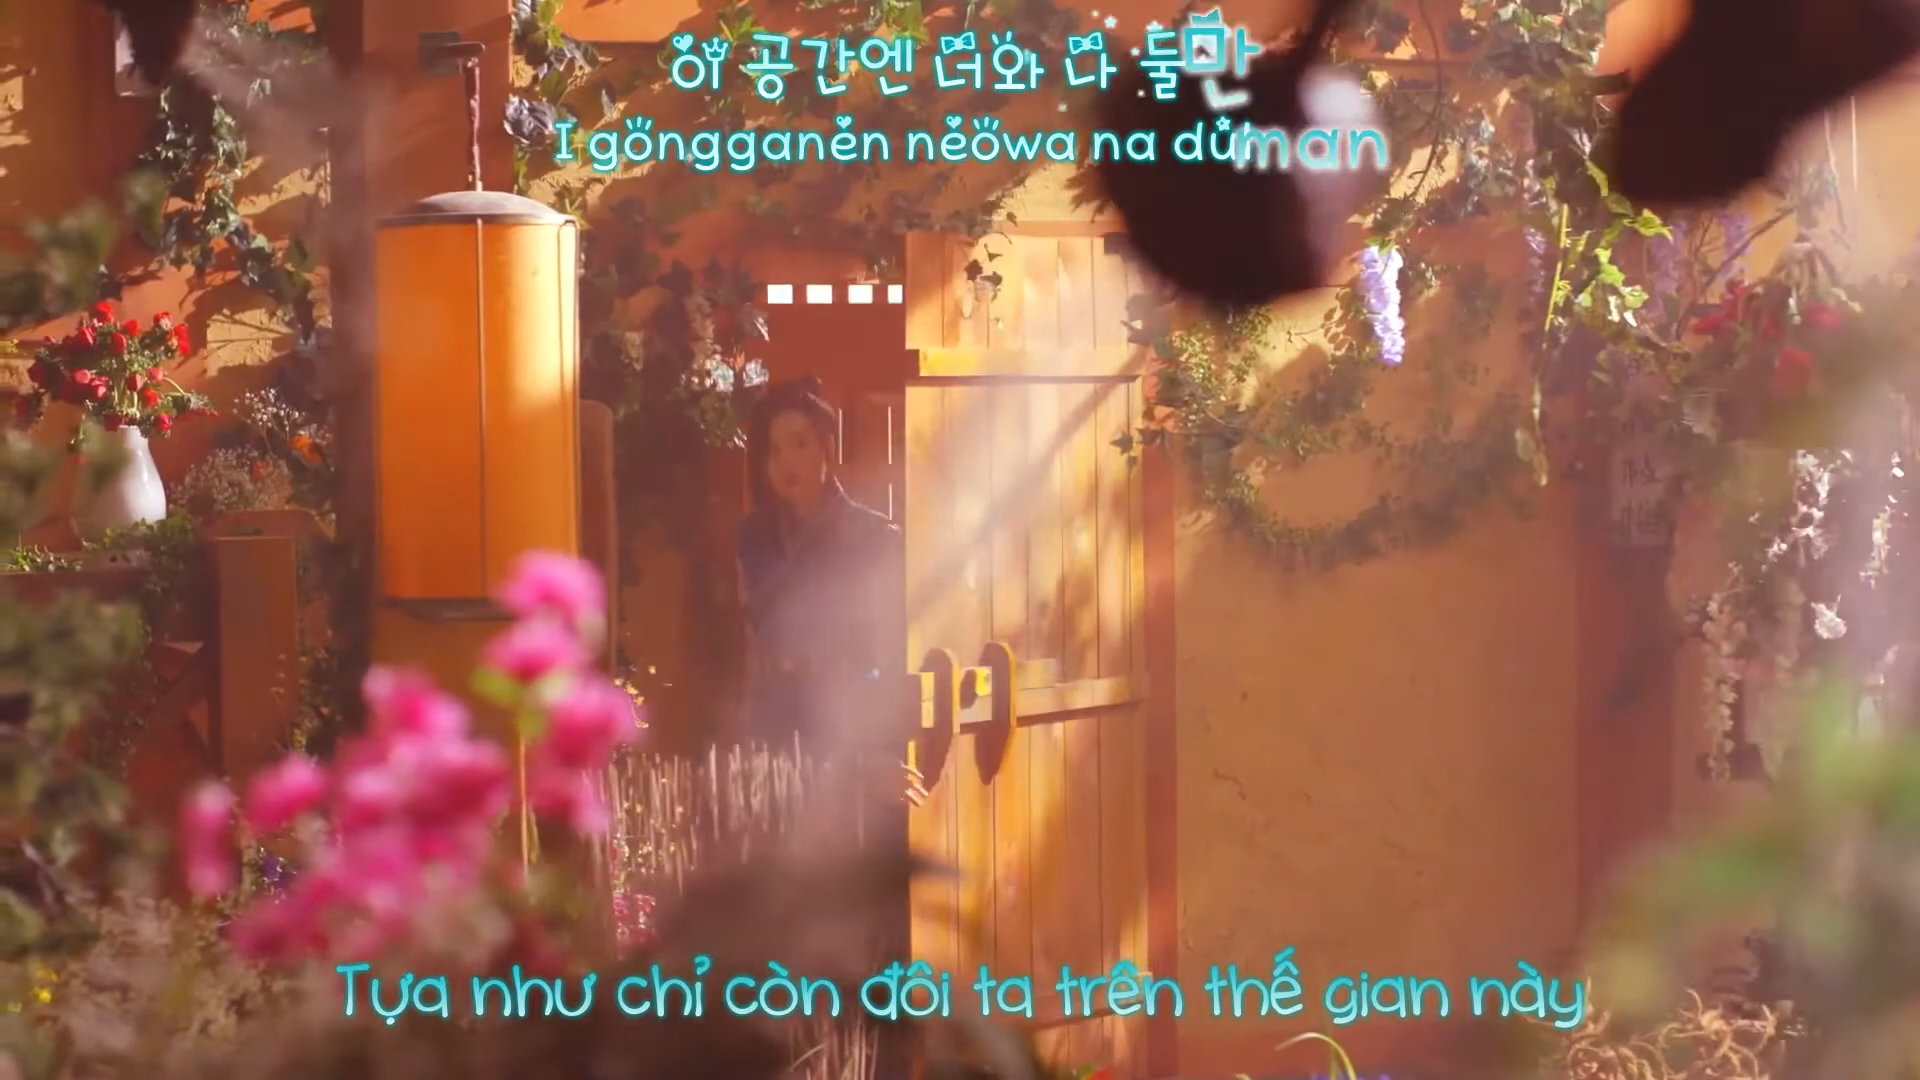 이 공간엔 너와 나 둘만
I gongganen neowa na dulman
Tựa như chỉ còn đôi ta trên thế gian này